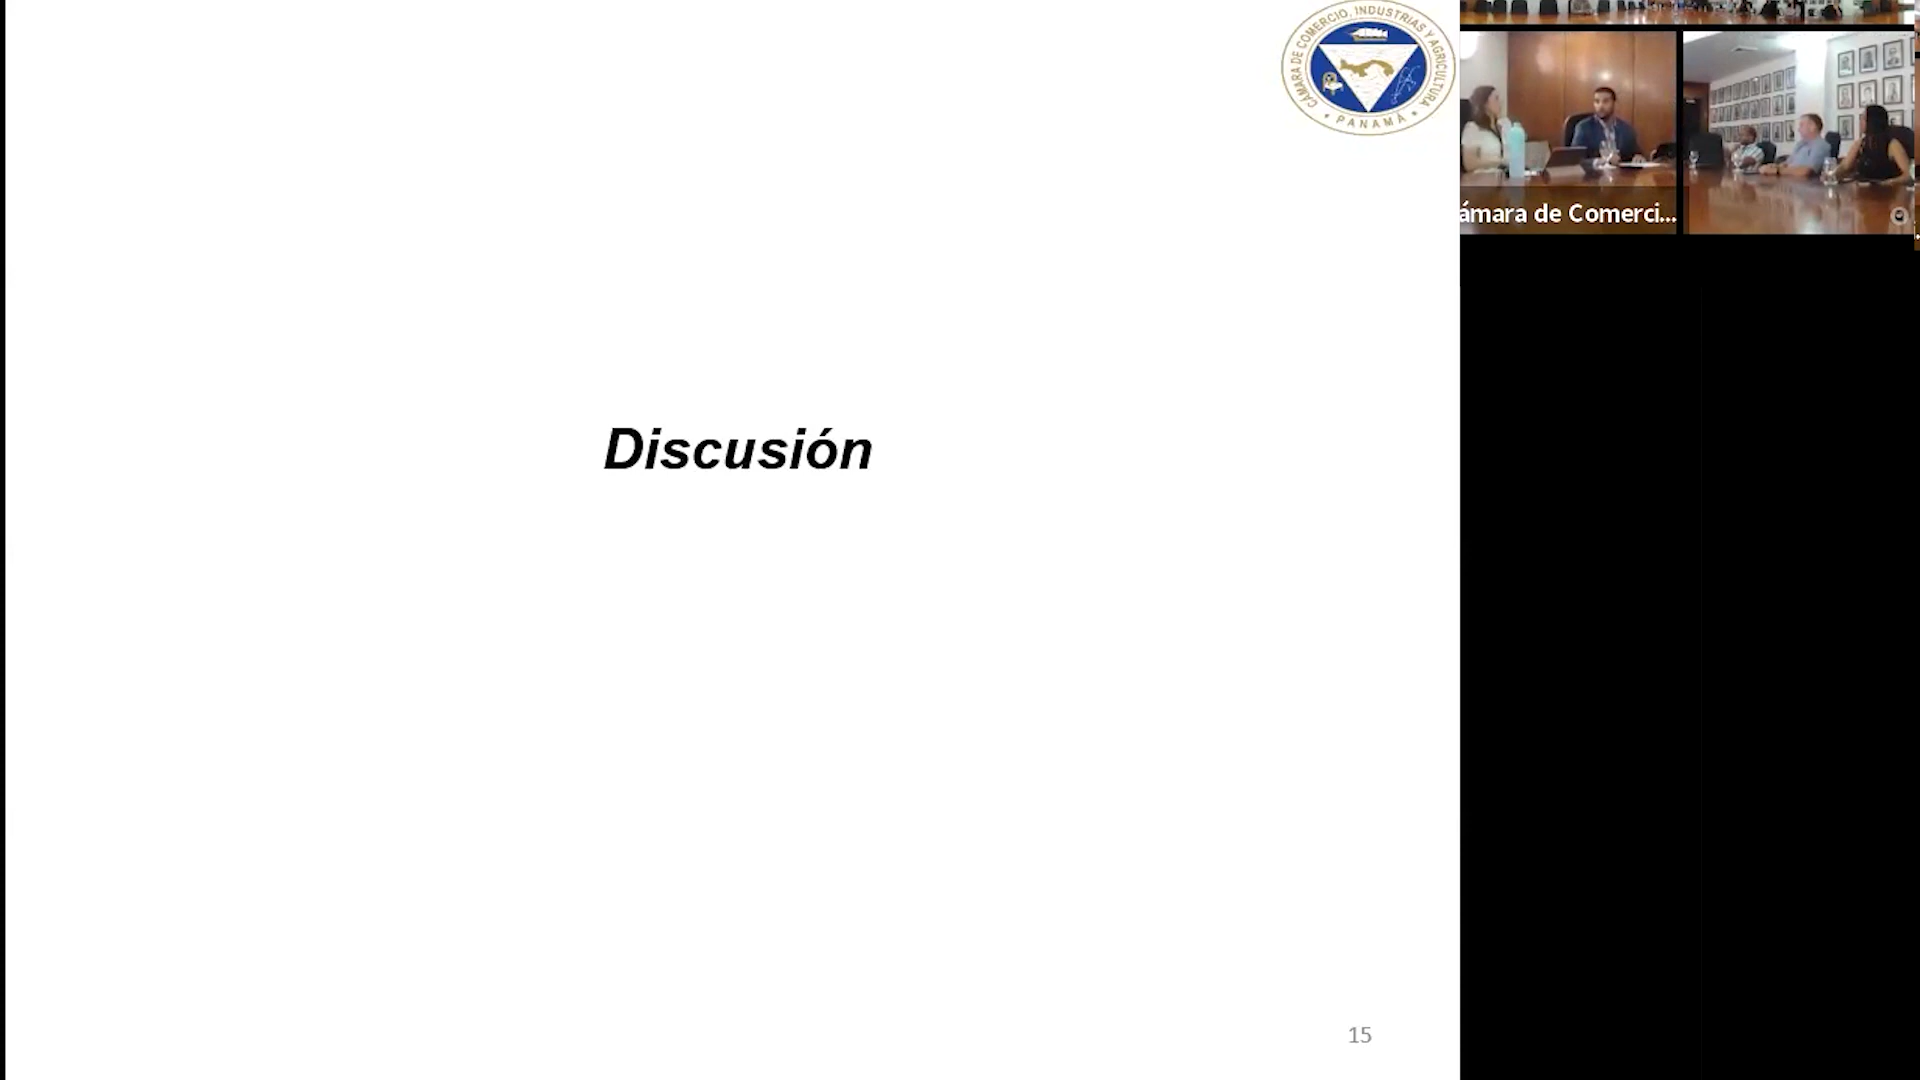 CÁMARA DE COMERCIO, INDUSTRIAS Y AGRICULTURA
• PANAMÁ •
ámara de Comerci...
Discusión
15